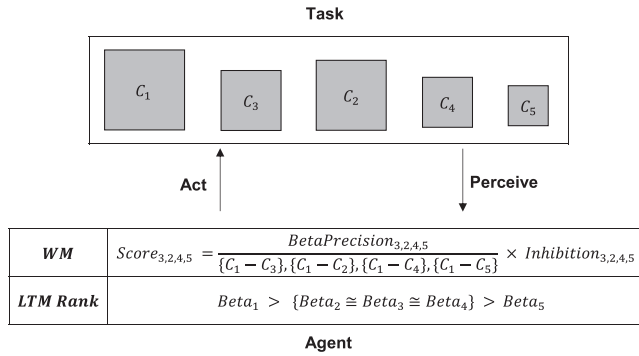 Task
C₁ C₃ C₂ C₄ C₅
Act Perceive
WM Score₃,₂,₄,₅ = BetaPrecision₃,₂,₄,₅ / {C₁ − C₃}, {C₁ − C₂}, {C₁ − C₄}, {C₁ − C₅} × Inhibition₃,₂,₄,₅
LTM Rank Beta₁ > {Beta₂ ≅ Beta₃ ≅ Beta₄} > Beta₅
Agent